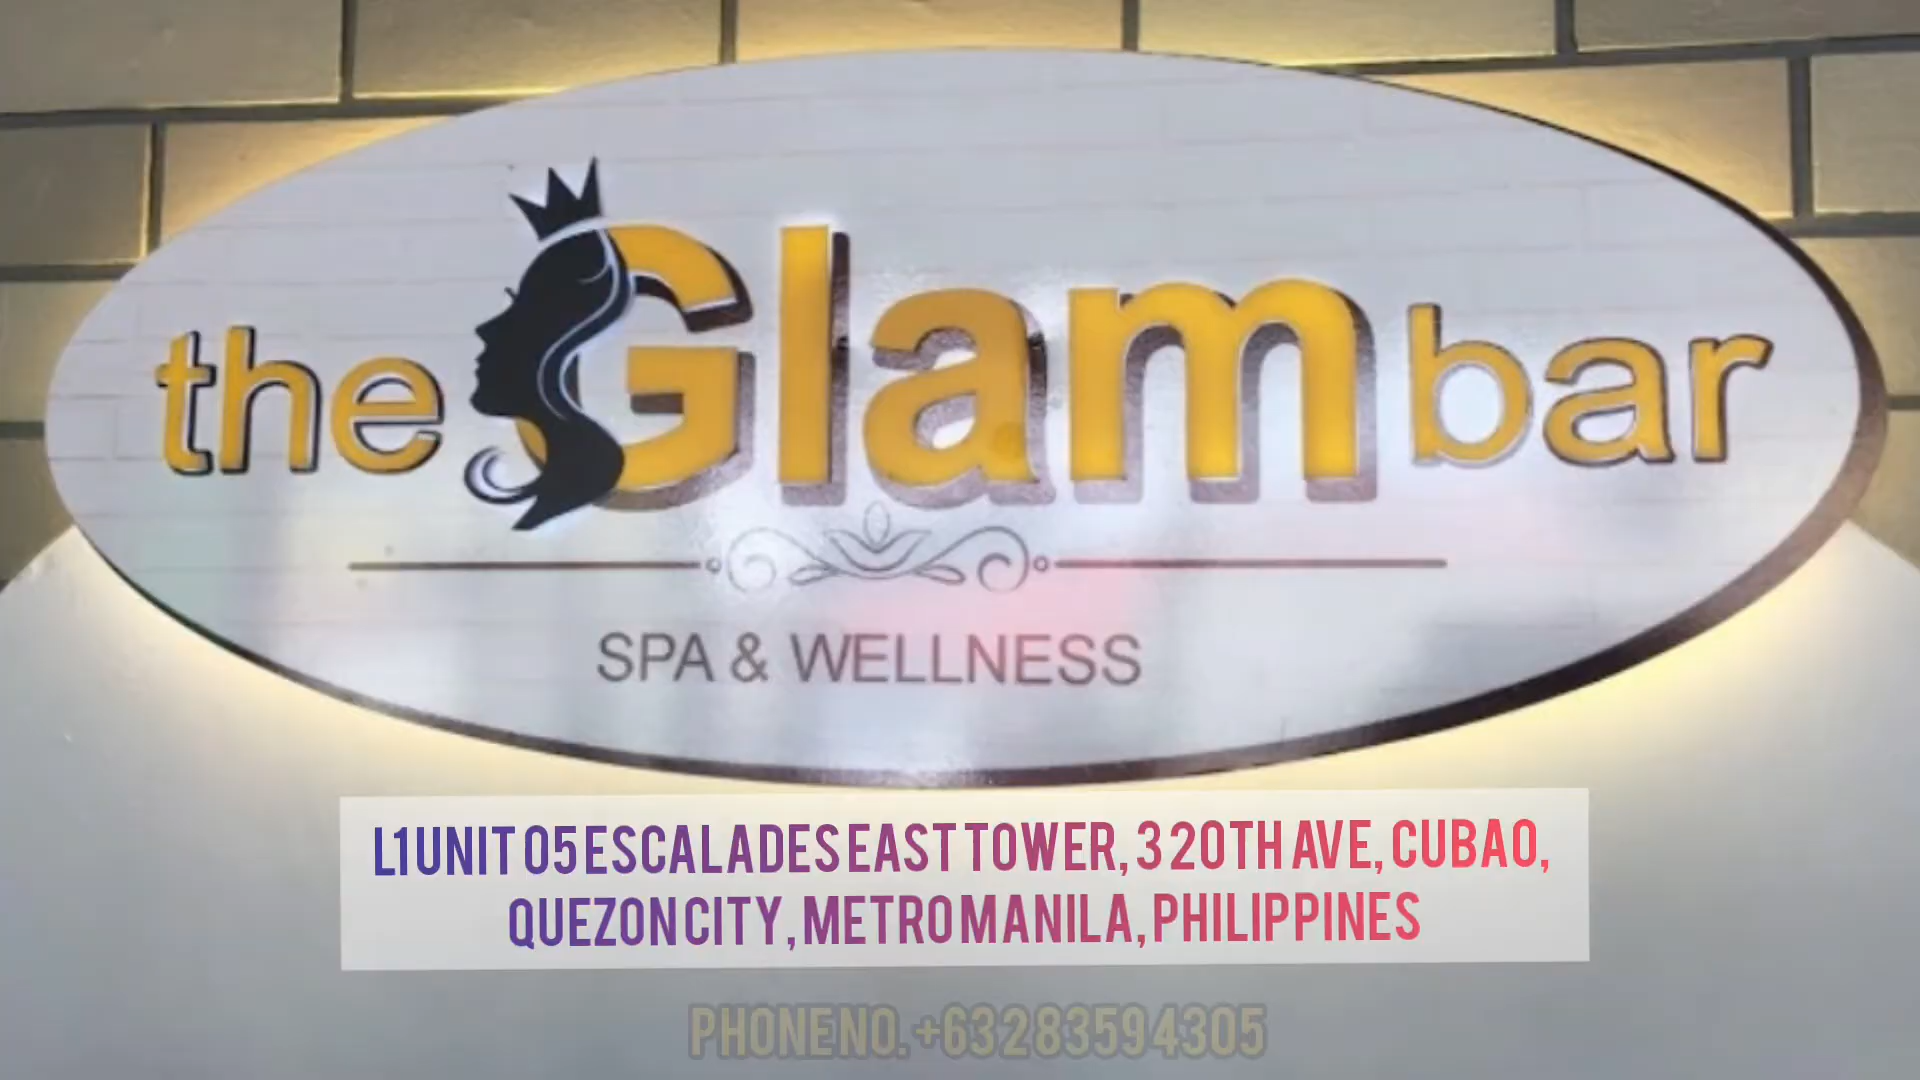 the Glam bar
SPA & WELLNESS
L1 UNIT 05 ESCALADES EAST TOWER, 3 20TH AVE, CUBAO,
QUEZON CITY, METRO MANILA, PHILIPPINES
PHONE NO. +63283594305